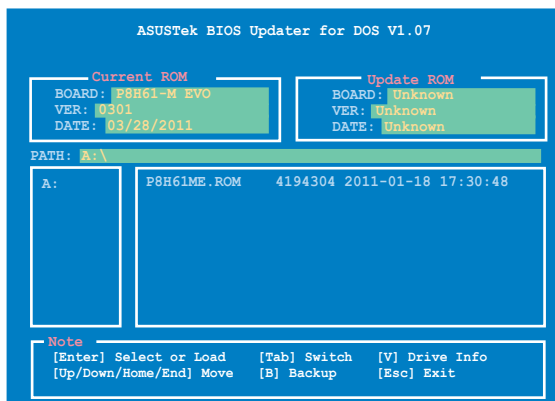 ASUSTek BIOS Updater for DOS V1.07
Current ROM
BOARD: P8H61-M EVO
VER: 0301
DATE: 03/28/2011
Update ROM
BOARD: Unknown
VER: Unknown
DATE: Unknown
PATH: A:\
A:
P8H61ME.ROM 4194304 2011-01-18 17:30:48
Note
[Enter] Select or Load [Tab] Switch [V] Drive Info
[Up/Down/Home/End] Move [B] Backup [Esc] Exit